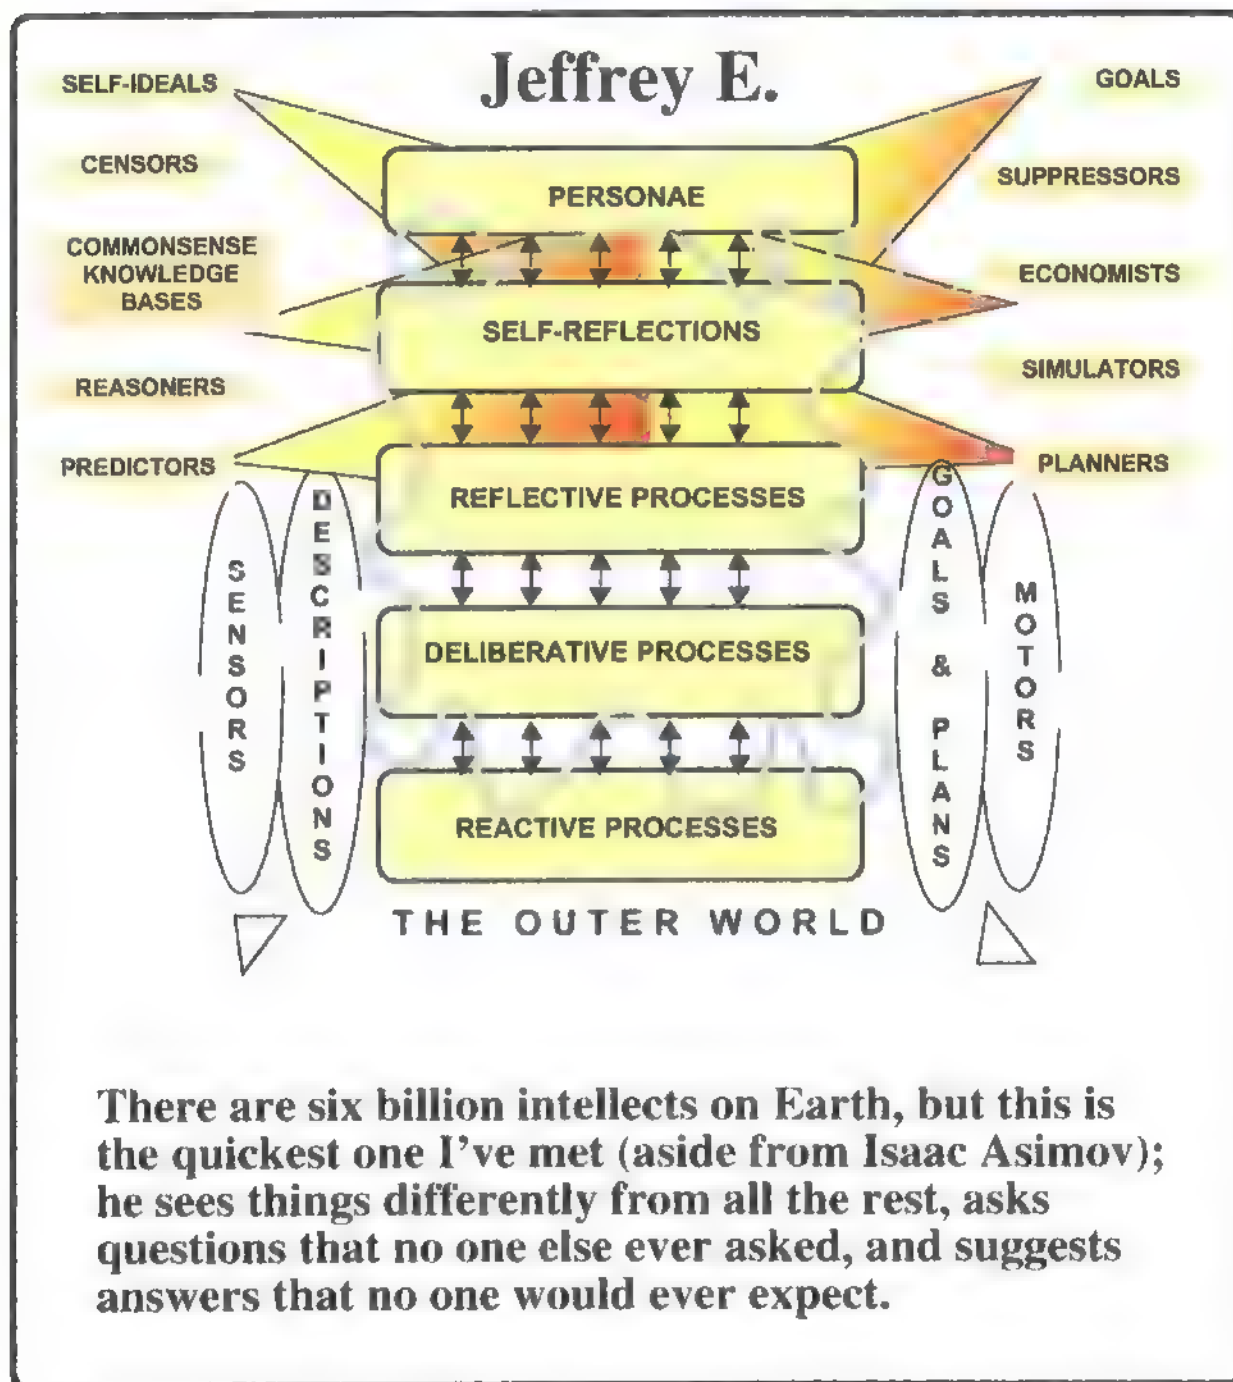 Jeffrey E.
SELF-IDEALS
CENSORS
COMMONSENSE
KNOWLEDGE
BASES
REASONERS
PREDICTORS
GOALS
SUPPRESSORS
ECONOMISTS
SIMULATORS
PLANNERS
PERSONAE
SELF-REFLECTIONS
REFLECTIVE PROCESSES
DELIBERATIVE PROCESSES
REACTIVE PROCESSES
SENSORS
DESCRIPTIONS
GOALS & PLANS
MOTORS
THE OUTER WORLD
There are six billion intellects on Earth, but this is
the quickest one I've met (aside from Isaac Asimov);
he sees things differently from all the rest, asks
questions that no one else ever asked, and suggests
answers that no one would ever expect.